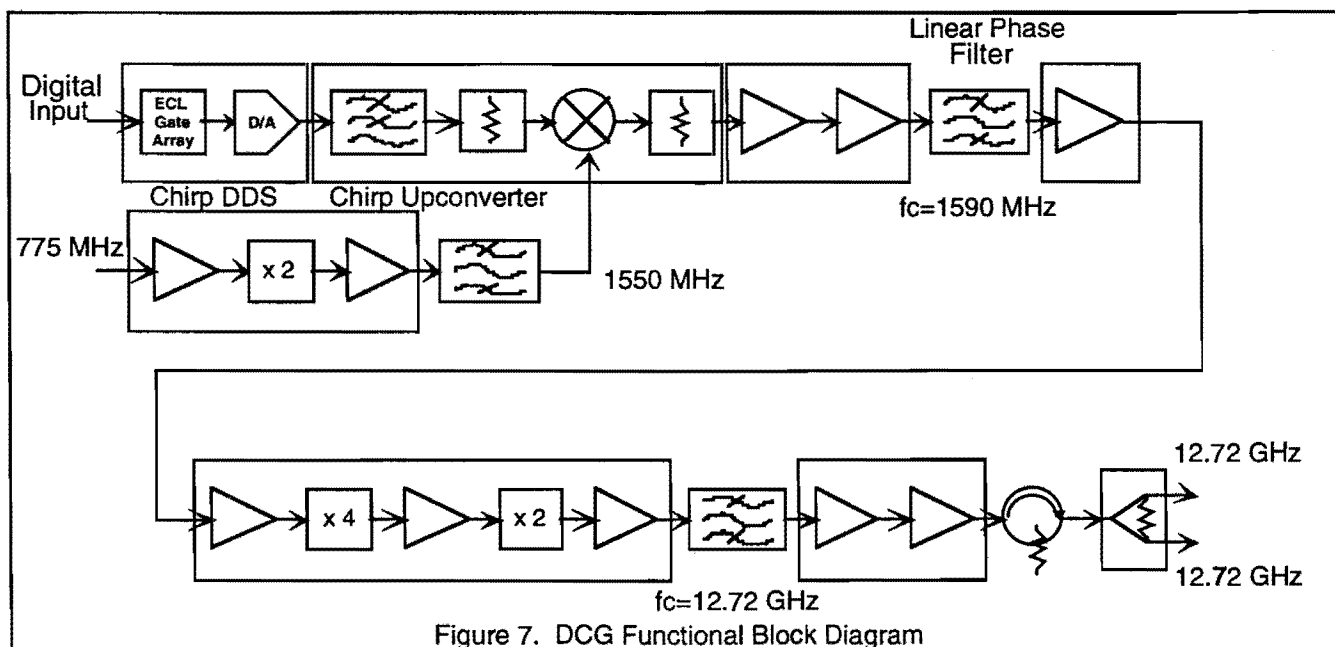 Linear Phase
Filter
Digital
Input
ECL
Gate
Array
D/A
Chirp DDS
Chirp Upconverter
fc=1590 MHz
775 MHz
x 2
1550 MHz
x 4
x 2
12.72 GHz
12.72 GHz
fc=12.72 GHz
Figure 7. DCG Functional Block Diagram